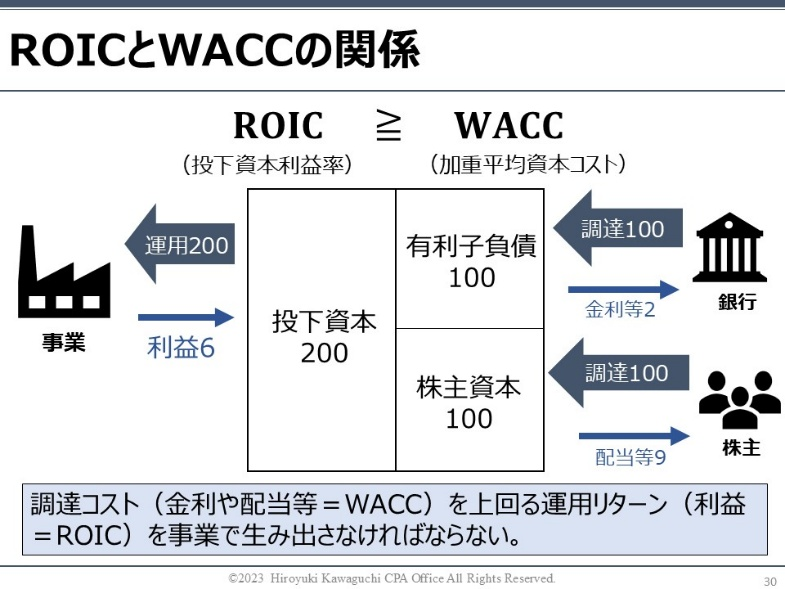 ROICとWACCの関係
ROIC ≧ WACC
（投下資本利益率） （加重平均資本コスト）
運用200
利益6
事業
投下資本
200
有利子負債
100
株主資本
100
調達100
金利等2
銀行
調達100
配当等9
株主
調達コスト（金利や配当等＝WACC）を上回る運用リターン（利益
＝ROIC）を事業で生み出さなければならない。
©2023 Hiroyuki Kawaguchi CPA Office All Rights Reserved.
30